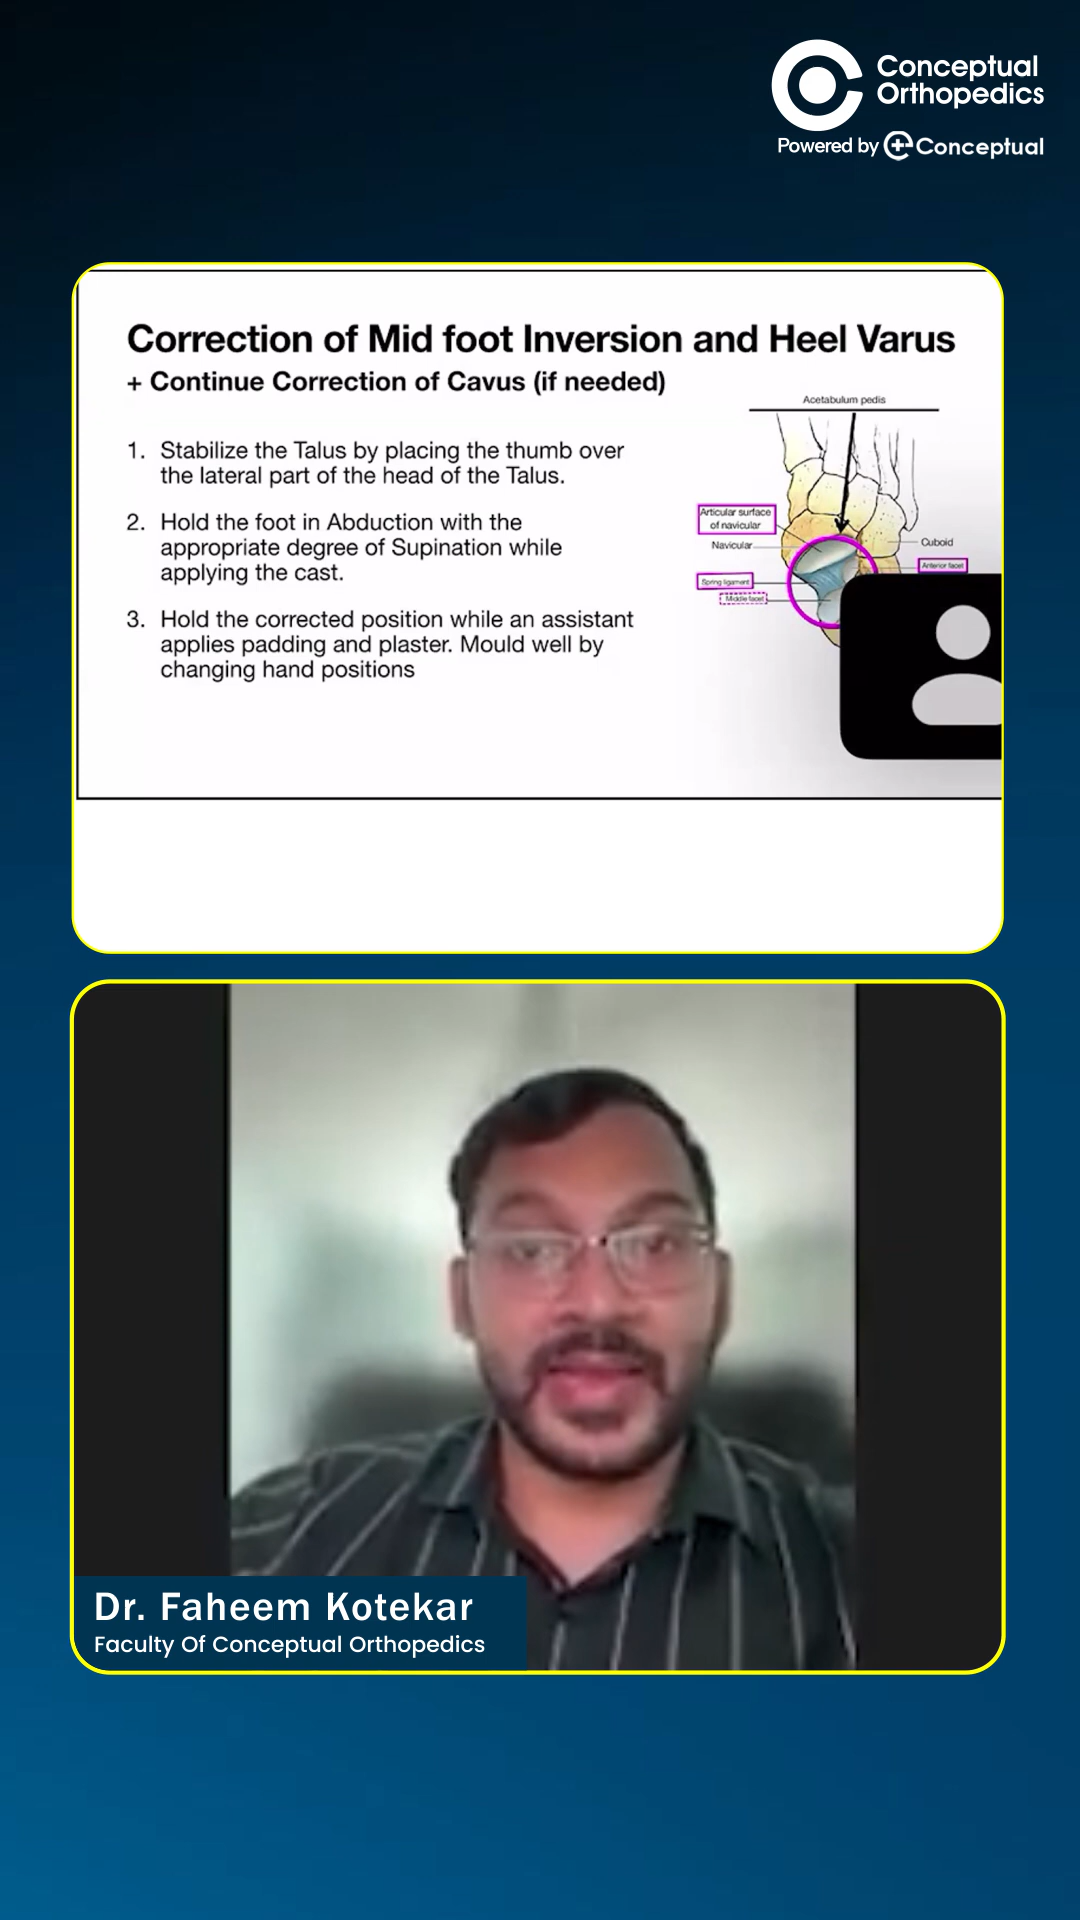 Conceptual
Orthopedics
Powered by Conceptual
Correction of Mid foot Inversion and Heel Varus
+ Continue Correction of Cavus (if needed)
1. Stabilize the Talus by placing the thumb over
the lateral part of the head of the Talus.
2. Hold the foot in Abduction with the
appropriate degree of Supination while
applying the cast.
3. Hold the corrected position while an assistant
applies padding and plaster. Mould well by
changing hand positions
Acetabulum pedis
Articular surface
of navicular
Navicular
Cuboid
Anterior facet
Spring ligament
Middle facet
Dr. Faheem Kotekar
Faculty Of Conceptual Orthopedics